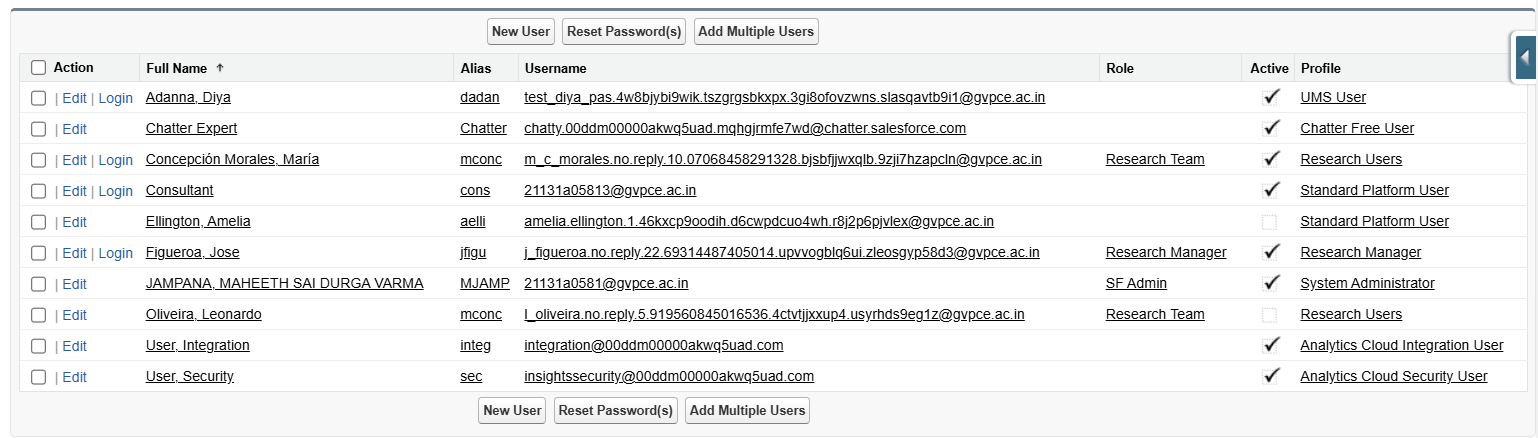 New User Reset Password(s) Add Multiple Users
Action Full Name ↑ Alias Username Role Active Profile
| Edit | Login Adanna, Diya dadan test_diya_pas.4w8bjybi9wik.tszgrgsbkxpx.3gi8ofovzwns.slasqavtb9i1@gvpce.ac.in UMS User
| Edit Chatter Expert Chatter chatty.00ddm00000akwq5uad.mqhgjrmfe7wd@chatter.salesforce.com Chatter Free User
| Edit | Login Concepción Morales, María mconc m_c_morales.no.reply.10.07068458291328.bjsbfjjwxqlb.9zji7hzapcln@gvpce.ac.in Research Team Research Users
| Edit | Login Consultant cons 21131a05813@gvpce.ac.in Standard Platform User
| Edit Ellington, Amelia aelli amelia.ellington.1.46kxcp9oodih.d6cwpdcuo4wh.r8j2p6pjvlex@gvpce.ac.in Standard Platform User
| Edit | Login Figueroa, Jose jfigu j_figueroa.no.reply.22.69314487405014.upvvogblq6ui.zleosgyp58d3@gvpce.ac.in Research Manager Research Manager
| Edit JAMPANA, MAHEETH SAI DURGA VARMA MJAMP 21131a0581@gvpce.ac.in SF Admin System Administrator
| Edit Oliveira, Leonardo mconc l_oliveira.no.reply.5.919560845016536.4ctvtjjxxup4.usyrhds9eg1z@gvpce.ac.in Research Team Research Users
| Edit User, Integration integ integration@00ddm00000akwq5uad.com Analytics Cloud Integration User
| Edit User, Security sec insightssecurity@00ddm00000akwq5uad.com Analytics Cloud Security User
New User Reset Password(s) Add Multiple Users